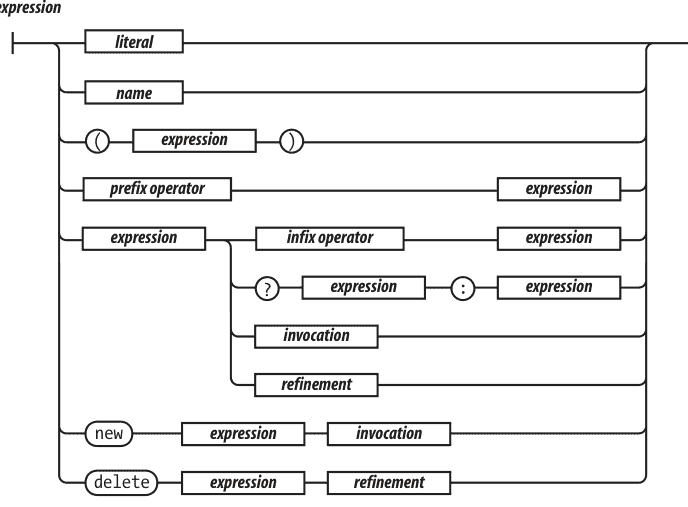 expression
literal
name
( expression )
prefix operator expression
expression infix operator expression
? expression : expression
invocation
refinement
new expression invocation
delete expression refinement